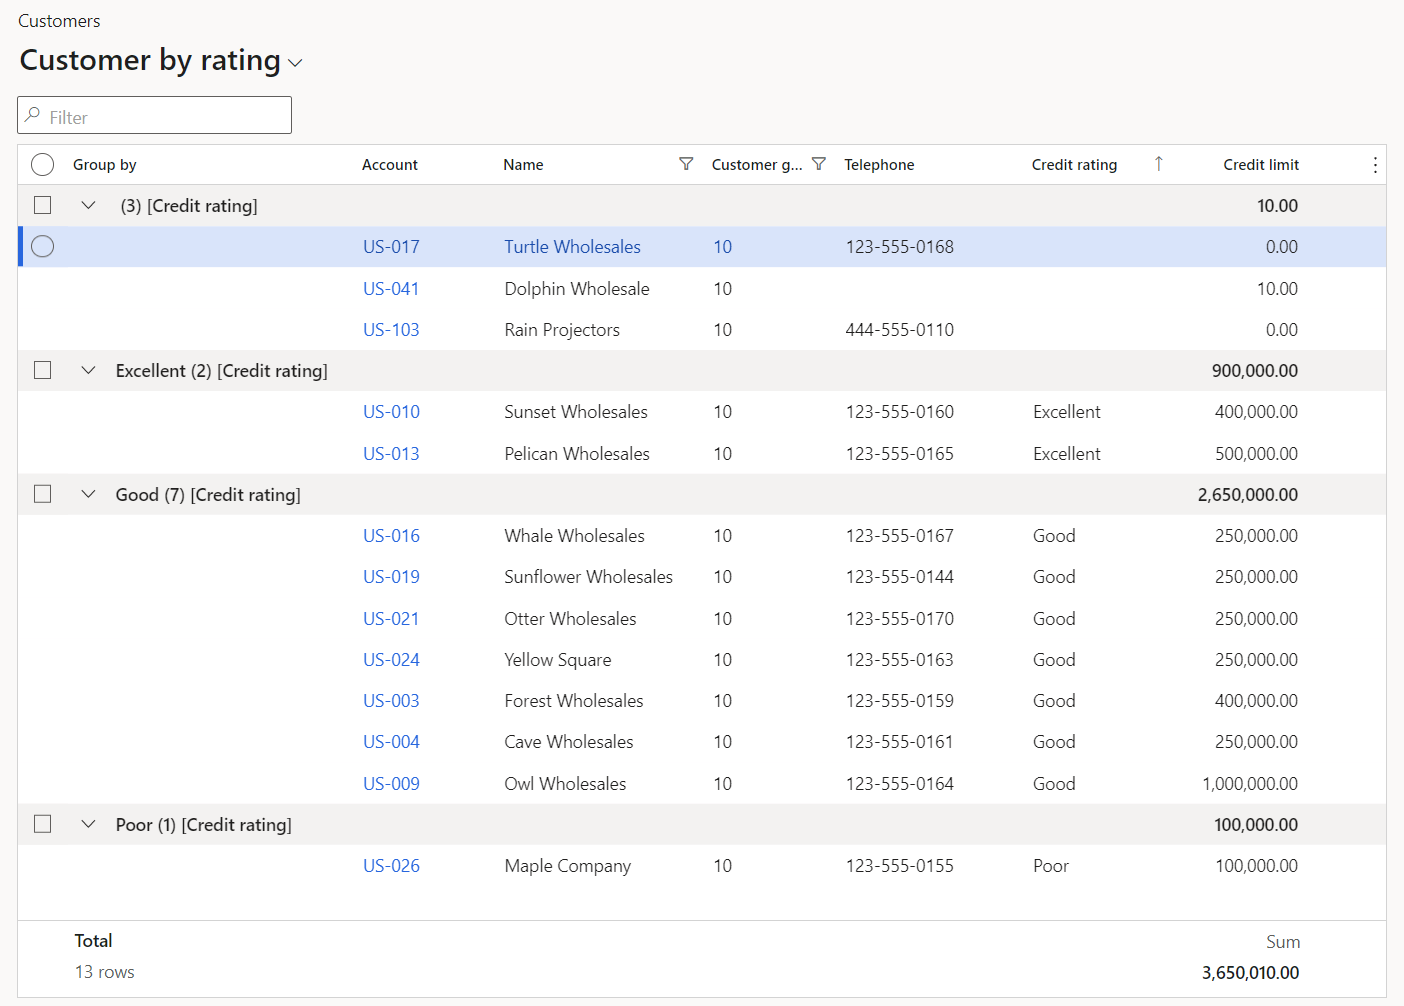 Customers
Customer by rating
Filter
Group by Account Name Customer g... Telephone Credit rating Credit limit
(3) [Credit rating] 10.00
US-017 Turtle Wholesales 10 123-555-0168 0.00
US-041 Dolphin Wholesale 10 10.00
US-103 Rain Projectors 10 444-555-0110 0.00
Excellent (2) [Credit rating] 900,000.00
US-010 Sunset Wholesales 10 123-555-0160 Excellent 400,000.00
US-013 Pelican Wholesales 10 123-555-0165 Excellent 500,000.00
Good (7) [Credit rating] 2,650,000.00
US-016 Whale Wholesales 10 123-555-0167 Good 250,000.00
US-019 Sunflower Wholesales 10 123-555-0144 Good 250,000.00
US-021 Otter Wholesales 10 123-555-0170 Good 250,000.00
US-024 Yellow Square 10 123-555-0163 Good 250,000.00
US-003 Forest Wholesales 10 123-555-0159 Good 400,000.00
US-004 Cave Wholesales 10 123-555-0161 Good 250,000.00
US-009 Owl Wholesales 10 123-555-0164 Good 1,000,000.00
Poor (1) [Credit rating] 100,000.00
US-026 Maple Company 10 123-555-0155 Poor 100,000.00
Total Sum
13 rows 3,650,010.00